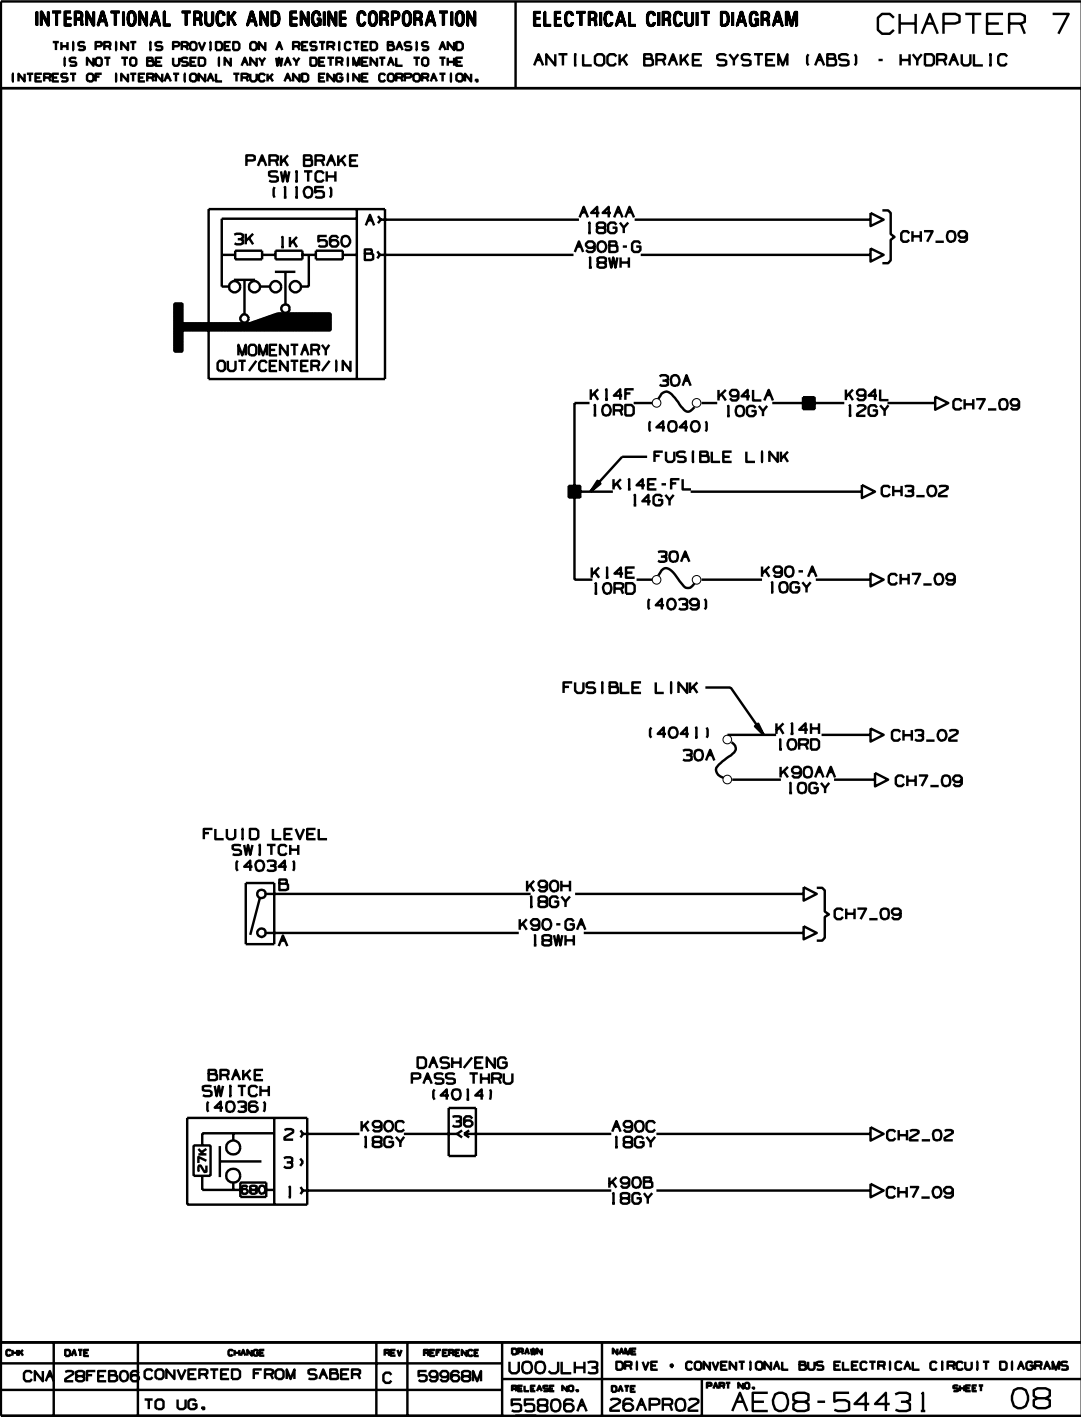 INTERNATIONAL TRUCK AND ENGINE CORPORATION
THIS PRINT IS PROVIDED ON A RESTRICTED BASIS AND
IS NOT TO BE USED IN ANY WAY DETRIMENTAL TO THE
INTEREST OF INTERNATIONAL TRUCK AND ENGINE CORPORATION.
ELECTRICAL CIRCUIT DIAGRAM
CHAPTER 7
ANTILOCK BRAKE SYSTEM (ABS) - HYDRAULIC
PARK BRAKE
SWITCH
(1105)
A
3K
1K
560
B
MOMENTARY
OUT/CENTER/IN
A44AA
18GY
A90B-G
18WH
CH7_09
K14F
10RD
30A
(4040)
K94LA
10GY
K94L
12GY
CH7_09
FUSIBLE LINK
K14E-FL
14GY
CH3_02
K14E
10RD
30A
(4039)
K90-A
10GY
CH7_09
FUSIBLE LINK
(4041)
30A
K14H
10RD
CH3_02
K90AA
10GY
CH7_09
FLUID LEVEL
SWITCH
(4034)
B
A
K90H
18GY
K90-GA
18WH
CH7_09
BRAKE
SWITCH
(4036)
27K
680
2
3
1
K90C
18GY
DASH/ENG
PASS THRU
(4014)
36
A90C
18GY
CH2_02
K90B
18GY
CH7_09
CHK
DATE
CHANGE
REV
REFERENCE
CNA
28FEB06
CONVERTED FROM SABER
C
59968M
TO UG.
DRAWN
U00JLH3
NAME
DRIVE • CONVENTIONAL BUS ELECTRICAL CIRCUIT DIAGRAMS
RELEASE NO.
55806A
DATE
26APR02
PART NO.
AE08-54431
SHEET
08